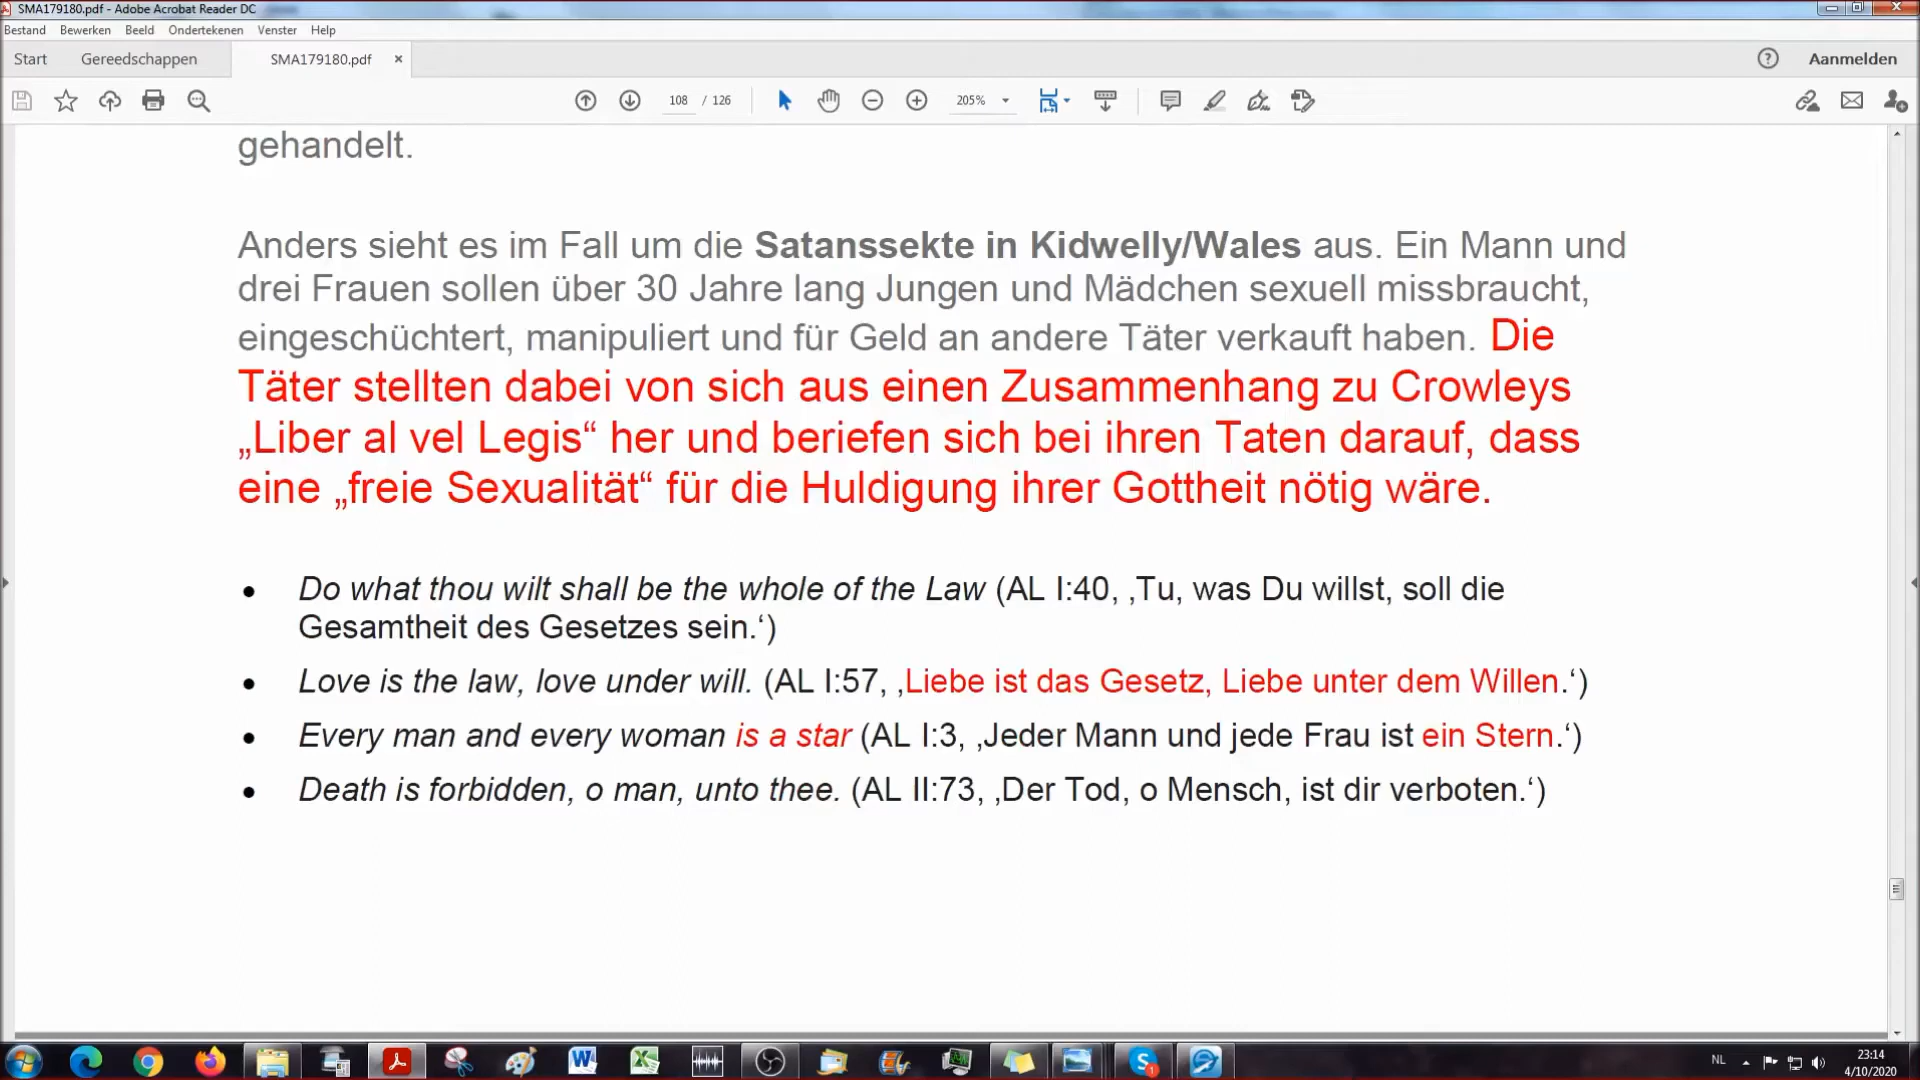 SMA179180.pdf - Adobe Acrobat Reader DC
Bestand Bewerken Beeld Ondertekenen Venster Help
Start Gereedschappen SMA179180.pdf × Aanmelden
108 / 126 205%
gehandelt.
Anders sieht es im Fall um die Satanssekte in Kidwelly/Wales aus. Ein Mann und
drei Frauen sollen über 30 Jahre lang Jungen und Mädchen sexuell missbraucht,
eingeschüchtert, manipuliert und für Geld an andere Täter verkauft haben. Die
Täter stellten dabei von sich aus einen Zusammenhang zu Crowleys
„Liber al vel Legis“ her und beriefen sich bei ihren Taten darauf, dass
eine „freie Sexualität“ für die Huldigung ihrer Gottheit nötig wäre.
• Do what thou wilt shall be the whole of the Law (AL I:40, ‚Tu, was Du willst, soll die
Gesamtheit des Gesetzes sein.‘)
• Love is the law, love under will. (AL I:57, ‚Liebe ist das Gesetz, Liebe unter dem Willen.‘)
• Every man and every woman is a star (AL I:3, ‚Jeder Mann und jede Frau ist ein Stern.‘)
• Death is forbidden, o man, unto thee. (AL II:73, ‚Der Tod, o Mensch, ist dir verboten.‘)
NL 23:14
4/10/2020